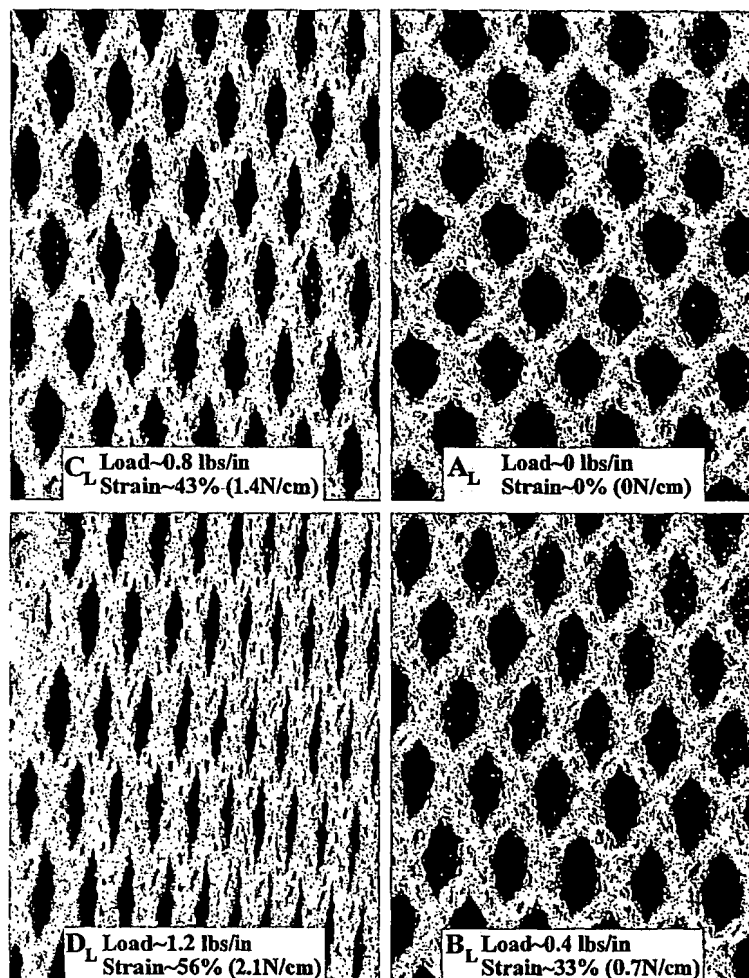 C_L Load~0.8 lbs/in
Strain~43% (1.4N/cm)
A_L Load~0 lbs/in
Strain~0% (0N/cm)
D_L Load~1.2 lbs/in
Strain~56% (2.1N/cm)
B_L Load~0.4 lbs/in
Strain~33% (0.7N/cm)